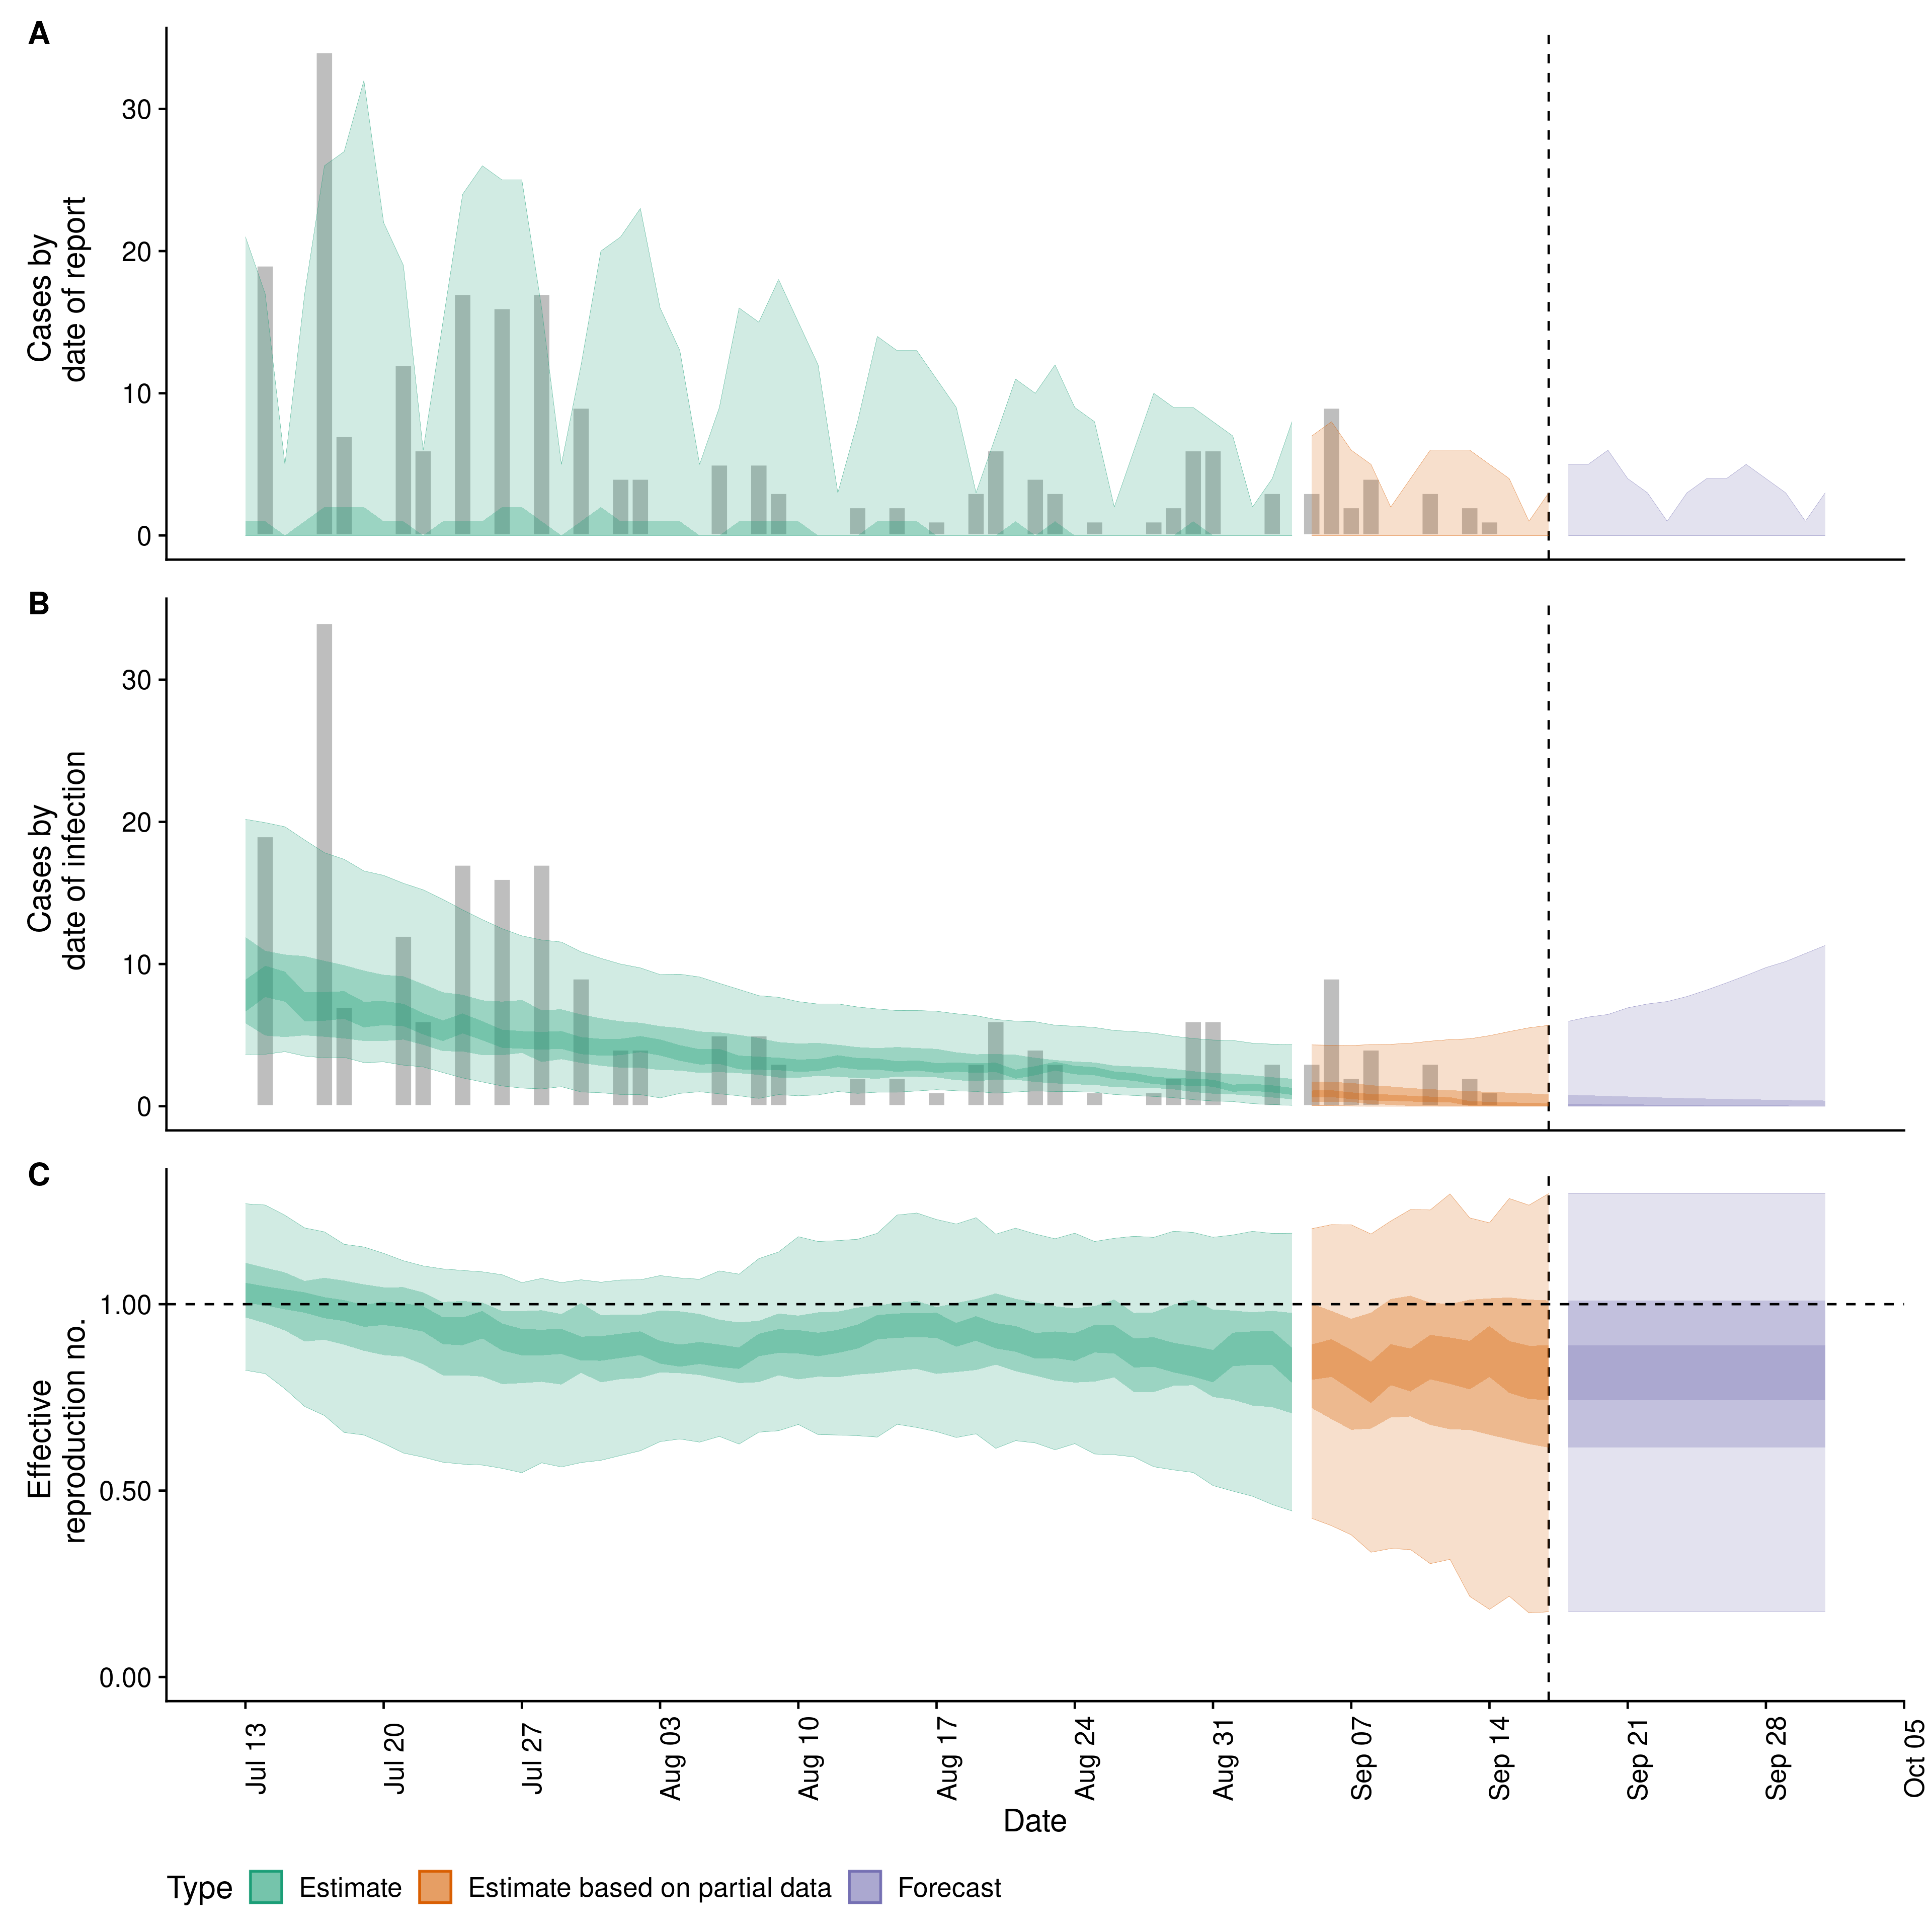 A
Cases by
date of report
30
20
10
0
B
Cases by
date of infection
30
20
10
0
C
Effective
reproduction no.
1.00
0.50
0.00
Jul 13
Jul 20
Jul 27
Aug 03
Aug 10
Aug 17
Aug 24
Aug 31
Sep 07
Sep 14
Sep 21
Sep 28
Oct 05
Date
Type Estimate Estimate based on partial data Forecast